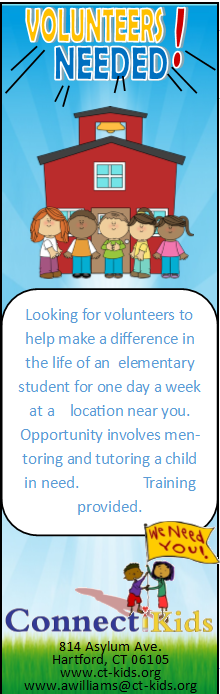 VOLUNTEERS
NEEDED!
Looking for volunteers to
help make a difference in
the life of an elementary
student for one day a week
at a location near you.
Opportunity involves men-
toring and tutoring a child
in need. Training
provided.
We Need
You!
Connect Kids
814 Asylum Ave.
Hartford, CT 06105
www.ct-kids.org
www.awilliams@ct-kids.org